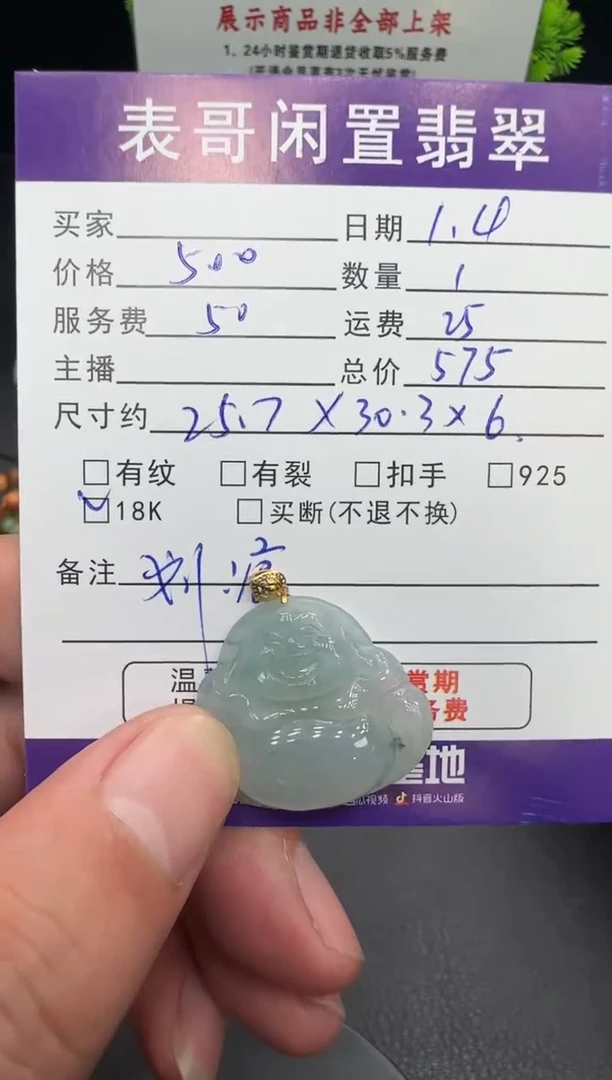 展示商品非全部上架
1、24小时鉴赏期退货收取5%服务费
表哥闲置翡翠
买家 日期 1.4
价格 500 数量 1
服务费 50 运费 25
主播 总价 575
尺寸约 25.7×30.3×6
□有纹 □有裂 □扣手 □925
☑18K □买断(不退不换)
备注
温 赏期
务费
地
瓜视频 抖音火山版